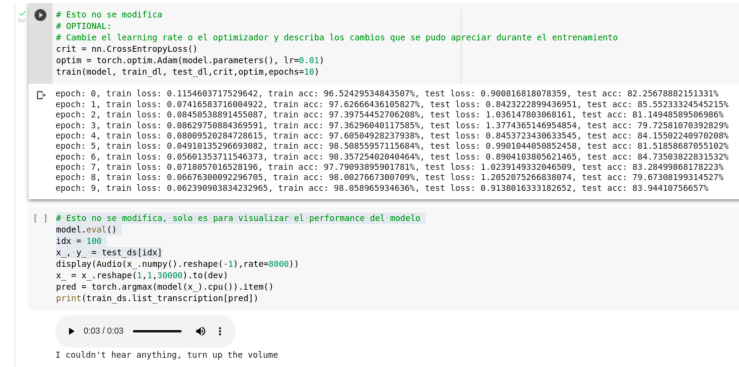 # Esto no se modifica
# OPTIONAL:
# Cambie el learning rate o el optimizador y describa los cambios que se pudo apreciar durante el entrenamiento
crit = nn.CrossEntropyLoss()
optim = torch.optim.Adam(model.parameters(), lr=0.01)
train(model, train_dl, test_dl,crit,optim,epochs=10)
epoch: 0, train loss: 0.1154603717529642, train acc: 96.52429534843507%, test loss: 0.900816818078359, test acc: 82.25678882151331%
epoch: 1, train loss: 0.07416583716004922, train acc: 97.62666436105827%, test loss: 0.8423222899436951, test acc: 85.55233324545215%
epoch: 2, train loss: 0.08450538891455087, train acc: 97.39754452706208%, test loss: 1.036147803068161, test acc: 81.14948589506986%
epoch: 3, train loss: 0.08629750884369591, train acc: 97.36296040117585%, test loss: 1.3774365146954854, test acc: 79.72581070392829%
epoch: 4, train loss: 0.0800952028472861​5, train acc: 97.60504928237938%, test loss: 0.8453723430633545, test acc: 84.15502240970208%
epoch: 5, train loss: 0.04910135296693082, train acc: 98.50855957115684%, test loss: 0.9901044050852458, test acc: 81.51858687055102%
epoch: 6, train loss: 0.05601353711546373, train acc: 98.35725402040464%, test loss: 0.8904103805621465, test acc: 84.73503822831532%
epoch: 7, train loss: 0.0718057016528196, train acc: 97.79093895901781%, test loss: 1.0239149332046509, test acc: 83.28499868178223%
epoch: 8, train loss: 0.06676300092296705, train acc: 98.0027667300709%, test loss: 1.2052075266838074, test acc: 79.67308199314527%
epoch: 9, train loss: 0.062390903834232965, train acc: 98.058965934636%, test loss: 0.9138016333182652, test acc: 83.94410756657%
[ ] # Esto no se modifica, solo es para visualizar el performance del modelo
model.eval()
idx = 100
x_, y_ = test_ds[idx]
display(Audio(x_.numpy().reshape(-1),rate=8000))
x_ = x_.reshape(1,1,30000).to(dev)
pred = torch.argmax(model(x_).cpu()).item()
print(train_ds.list_transcription[pred])
0:03 / 0:03
I couldn't hear anything, turn up the volume